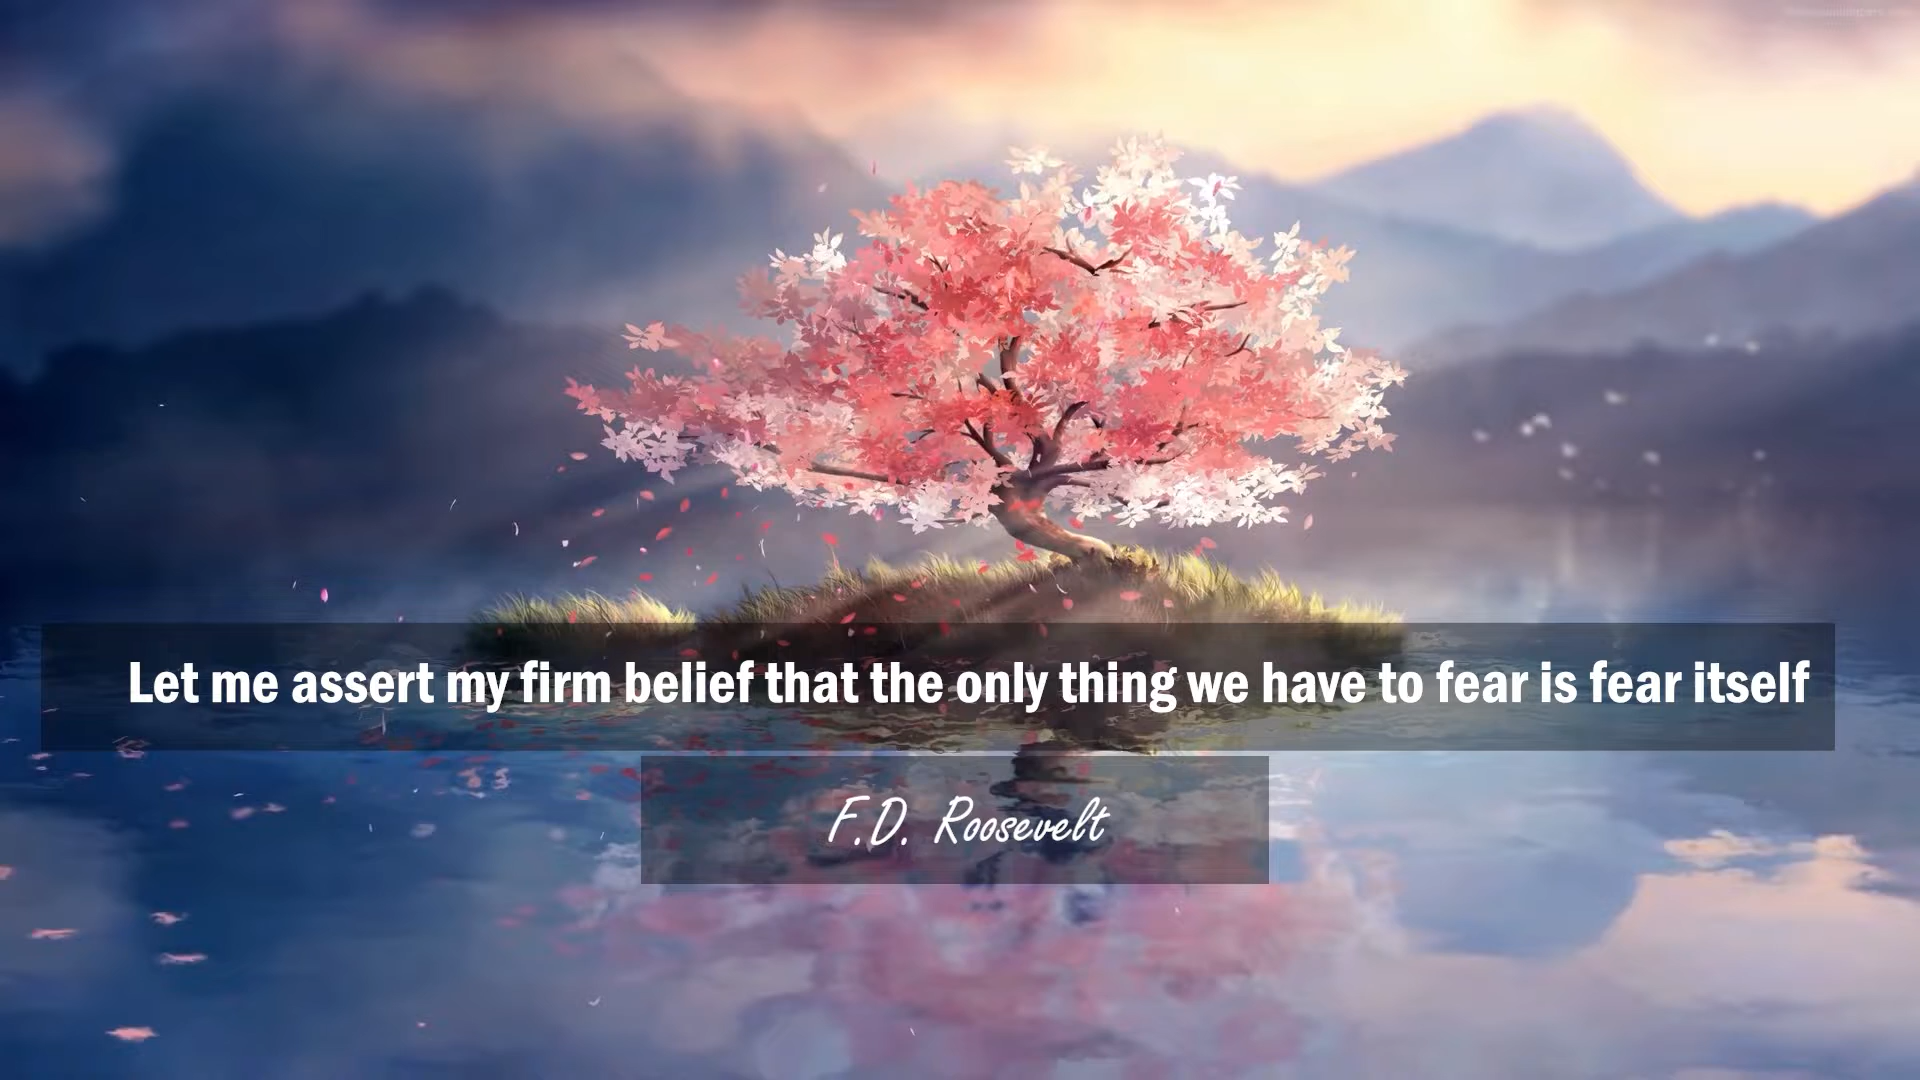 Let me assert my firm belief that the only thing we have to fear is fear itself
F.D. Roosevelt